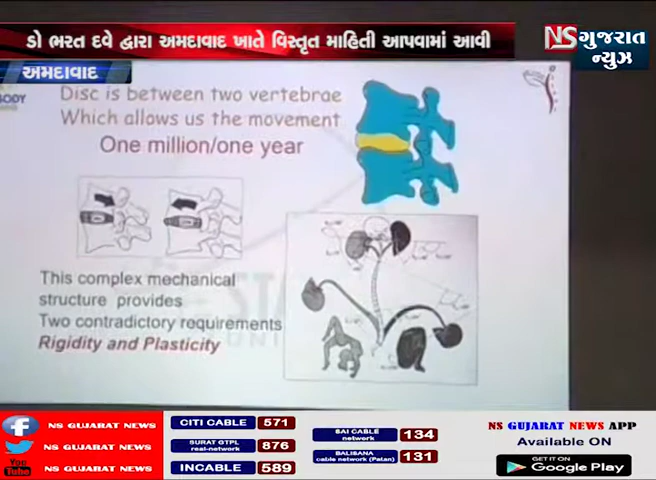 ડો ભરત દવે દ્વારા અમદાવાદ ખાતે વિસ્તૃત માહિતી આપવામાં આવી
NS ગુજરાત
ન્યુઝ
અમદાવાદ
BODY
Disc is between two vertebrae
Which allows us the movement
One million/one year
This complex mechanical
structure provides
Two contradictory requirements
Rigidity and Plasticity
NS GUJARAT NEWS
NS GUJARAT NEWS
You Tube NS GUJARAT NEWS
CITI CABLE 571
SURAT GTPL
real-network 876
INCABLE 589
SAI CABLE
network 134
BALISANA
cable network (Patan) 131
NS GUJARAT NEWS APP
Available ON
GET IT ON
Google Play